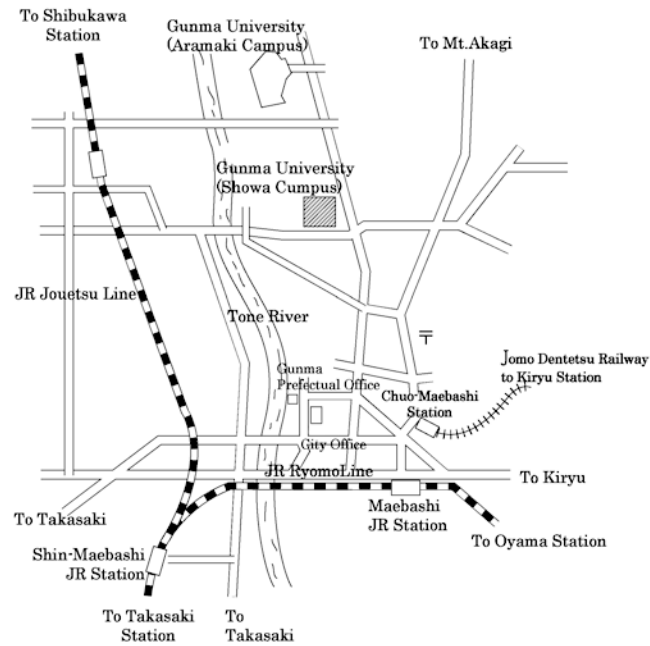 To Shibukawa
Station
Gunma University
(Aramaki Campus)
To Mt.Akagi
Gunma University
(Showa Campus)
JR Jouetsu Line
Tone River
〒
Gunma
Prefectual Office
Jomo Dentetsu Railway
to Kiryu Station
Chuo-Maebashi
Station
City Office
JR RyomoLine
To Kiryu
To Takasaki
Maebashi
JR Station
To Oyama Station
Shin-Maebashi
JR Station
To Takasaki
Station
To
Takasaki